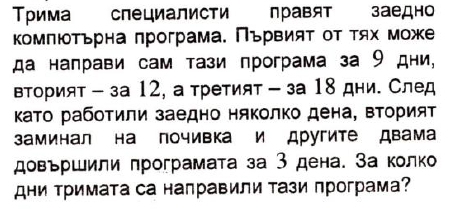 Трима специалисти правят заедно
компютърна програма. Първият от тях може
да направи сам тази програма за 9 дни,
вторият – за 12, а третият – за 18 дни. След
като работили заедно няколко дена, вторият
заминал на почивка и другите двама
довършили програмата за 3 дена. За колко
дни тримата са направили тази програма?